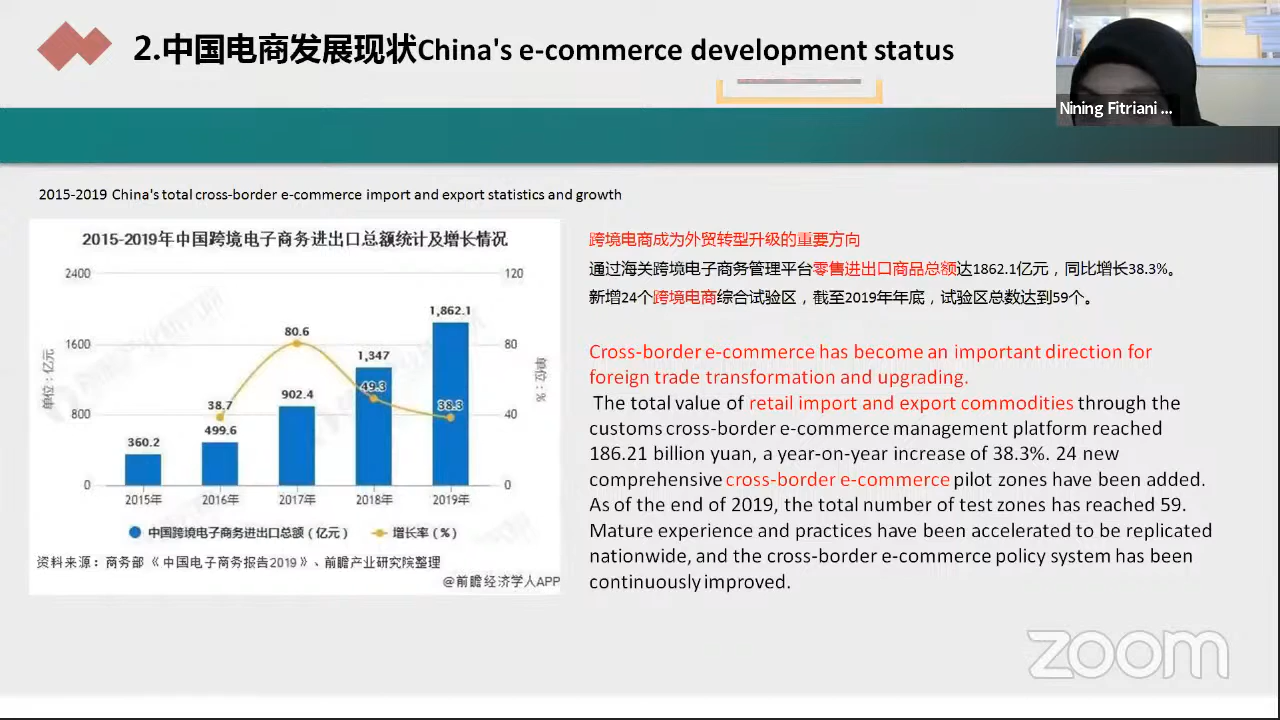 2.中国电商发展现状China's e-commerce development status
Nining Fitriani ...
2015-2019 China's total cross-border e-commerce import and export statistics and growth
2015-2019年中国跨境电子商务进出口总额统计及增长情况
2400
120
1,862.1
1600
80.6
80
1,347
单位：亿元
单位：%
49.3
902.4
38.7
38.3
800
499.6
40
360.2
0
0
2015年 2016年 2017年 2018年 2019年
中国跨境电子商务进出口总额（亿元） 增长率（%）
资料来源：商务部《中国电子商务报告2019》、前瞻产业研究院整理
@前瞻经济学人APP
跨境电商成为外贸转型升级的重要方向
通过海关跨境电子商务管理平台零售进出口商品总额达1862.1亿元，同比增长38.3%。
新增24个跨境电商综合试验区，截至2019年年底，试验区总数达到59个。
Cross-border e-commerce has become an important direction for
foreign trade transformation and upgrading.
The total value of retail import and export commodities through the
customs cross-border e-commerce management platform reached
186.21 billion yuan, a year-on-year increase of 38.3%. 24 new
comprehensive cross-border e-commerce pilot zones have been added.
As of the end of 2019, the total number of test zones has reached 59.
Mature experience and practices have been accelerated to be replicated
nationwide, and the cross-border e-commerce policy system has been
continuously improved.
zoom